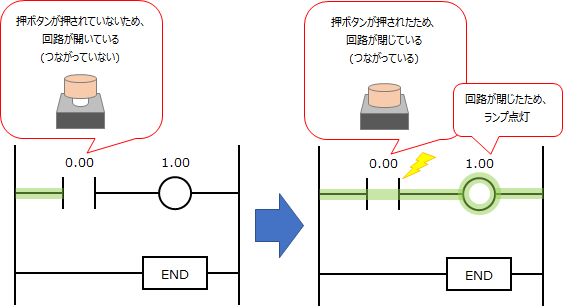 押ボタンが押されていないため、
回路が開いている
(つながっていない)
0.00
1.00
END
押ボタンが押されたため、
回路が閉じている
(つながっている)
回路が閉じたため、
ランプ点灯
0.00
1.00
END